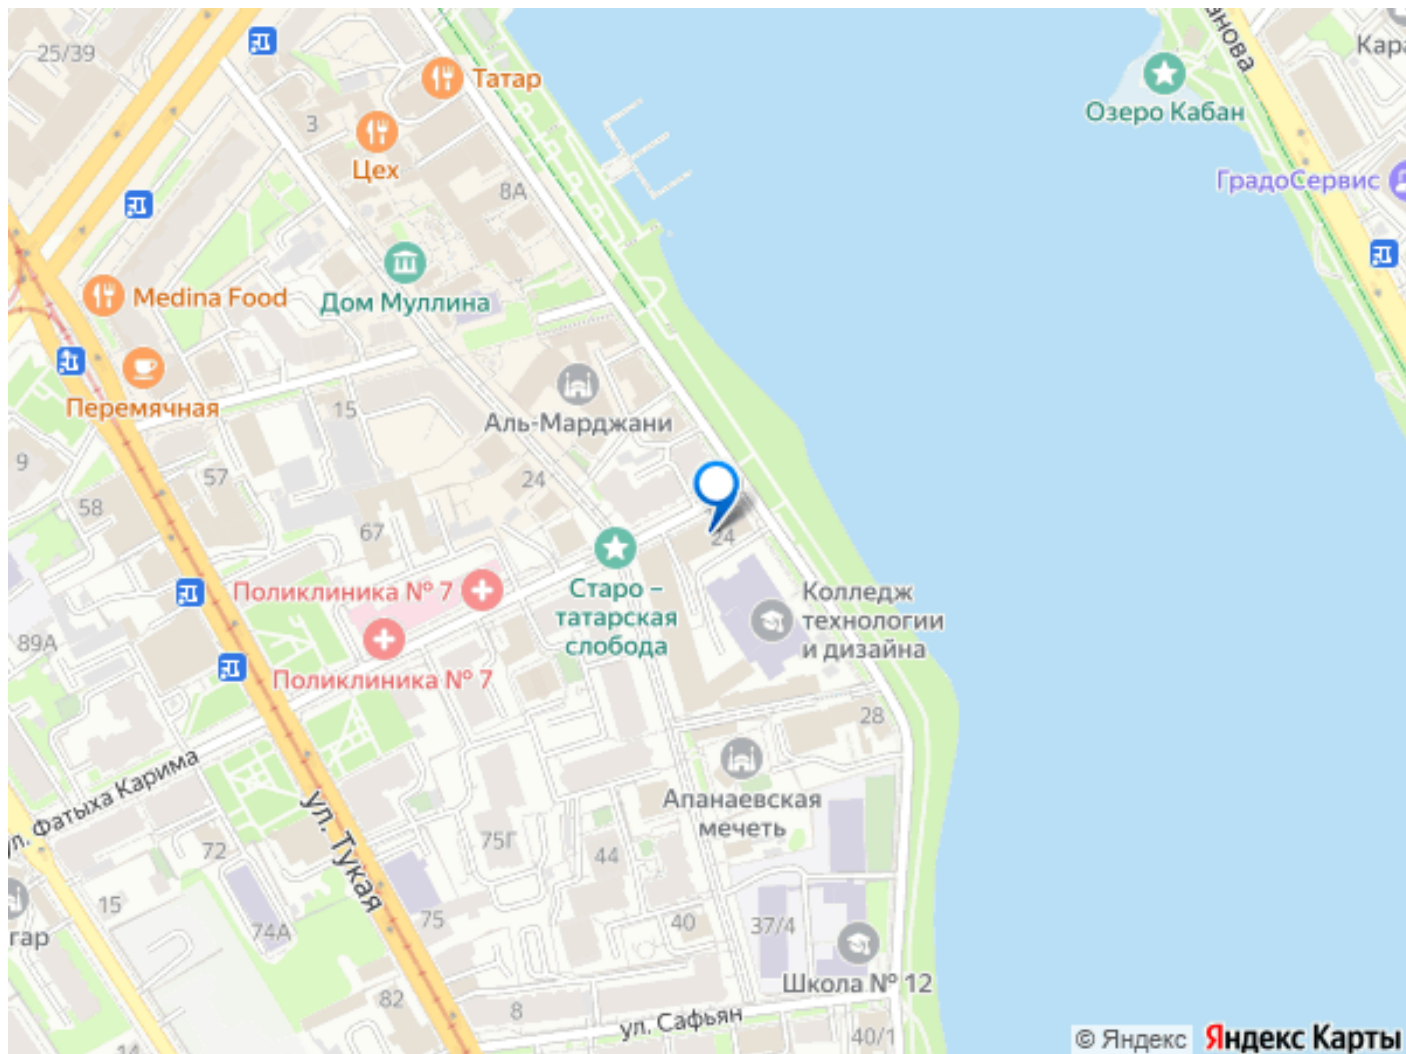 25/39
Татар
3
Цех
8А
Озеро Кабан
ГрадоСервис
Medina Food
Дом Муллина
Перемячная
15
Аль-Марджани
9
57
24
58
67
24
Поликлиника № 7
Старо –
татарская
слобода
Колледж
технологии
и дизайна
89А
Поликлиника № 7
28
ул. Тукая
Апанаевская
мечеть
72
75Г
44
15
74А
75
40
37/4
Школа № 12
82
8
ул. Сафьян
40/1
© Яндекс Яндекс Карты